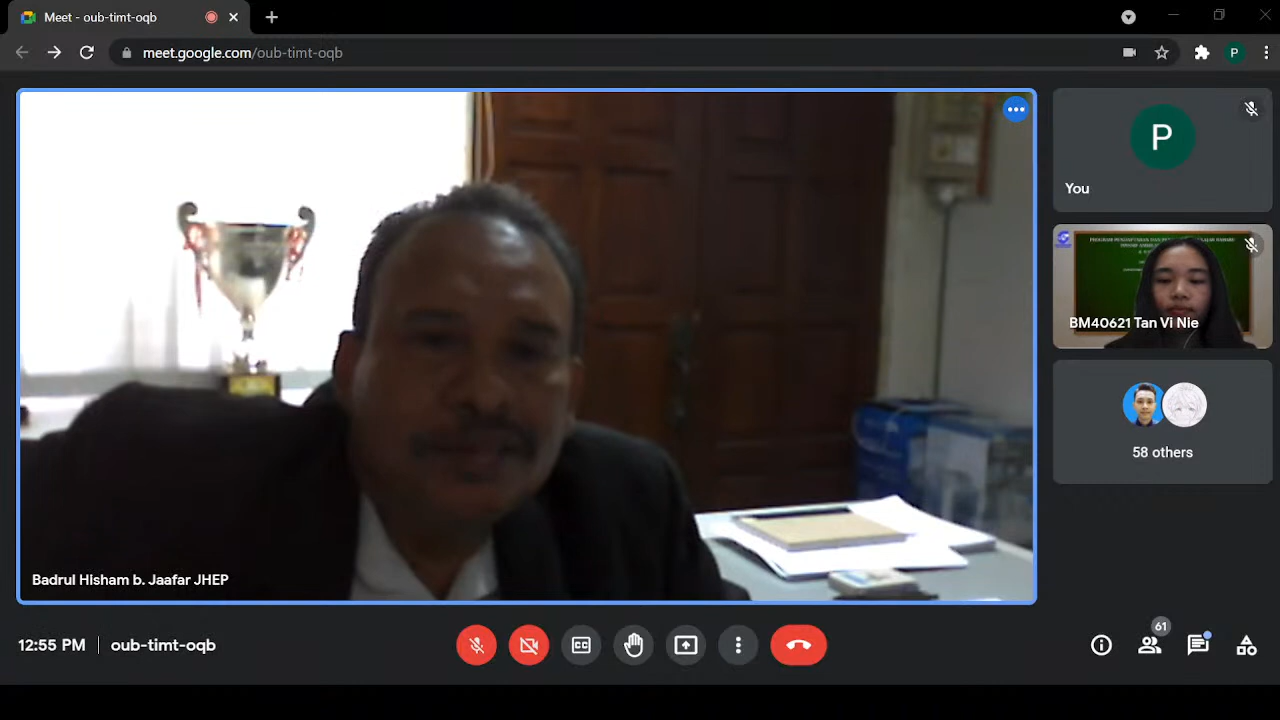 Meet - oub-timt-oqb
meet.google.com/oub-timt-oqb
P
P
You
BM40621 Tan Vi Nie
58 others
Badrul Hisham b. Jaafar JHEP
12:55 PM | oub-timt-oqb
CC
61